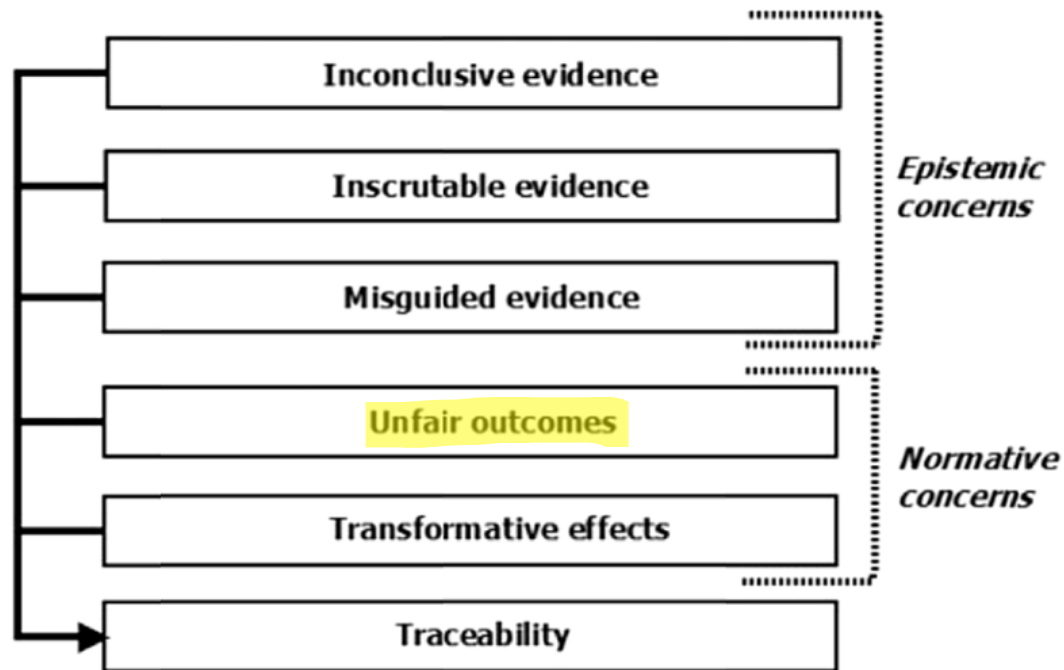 Inconclusive evidence
Inscrutable evidence
Epistemic
concerns
Misguided evidence
Unfair outcomes
Normative
concerns
Transformative effects
Traceability